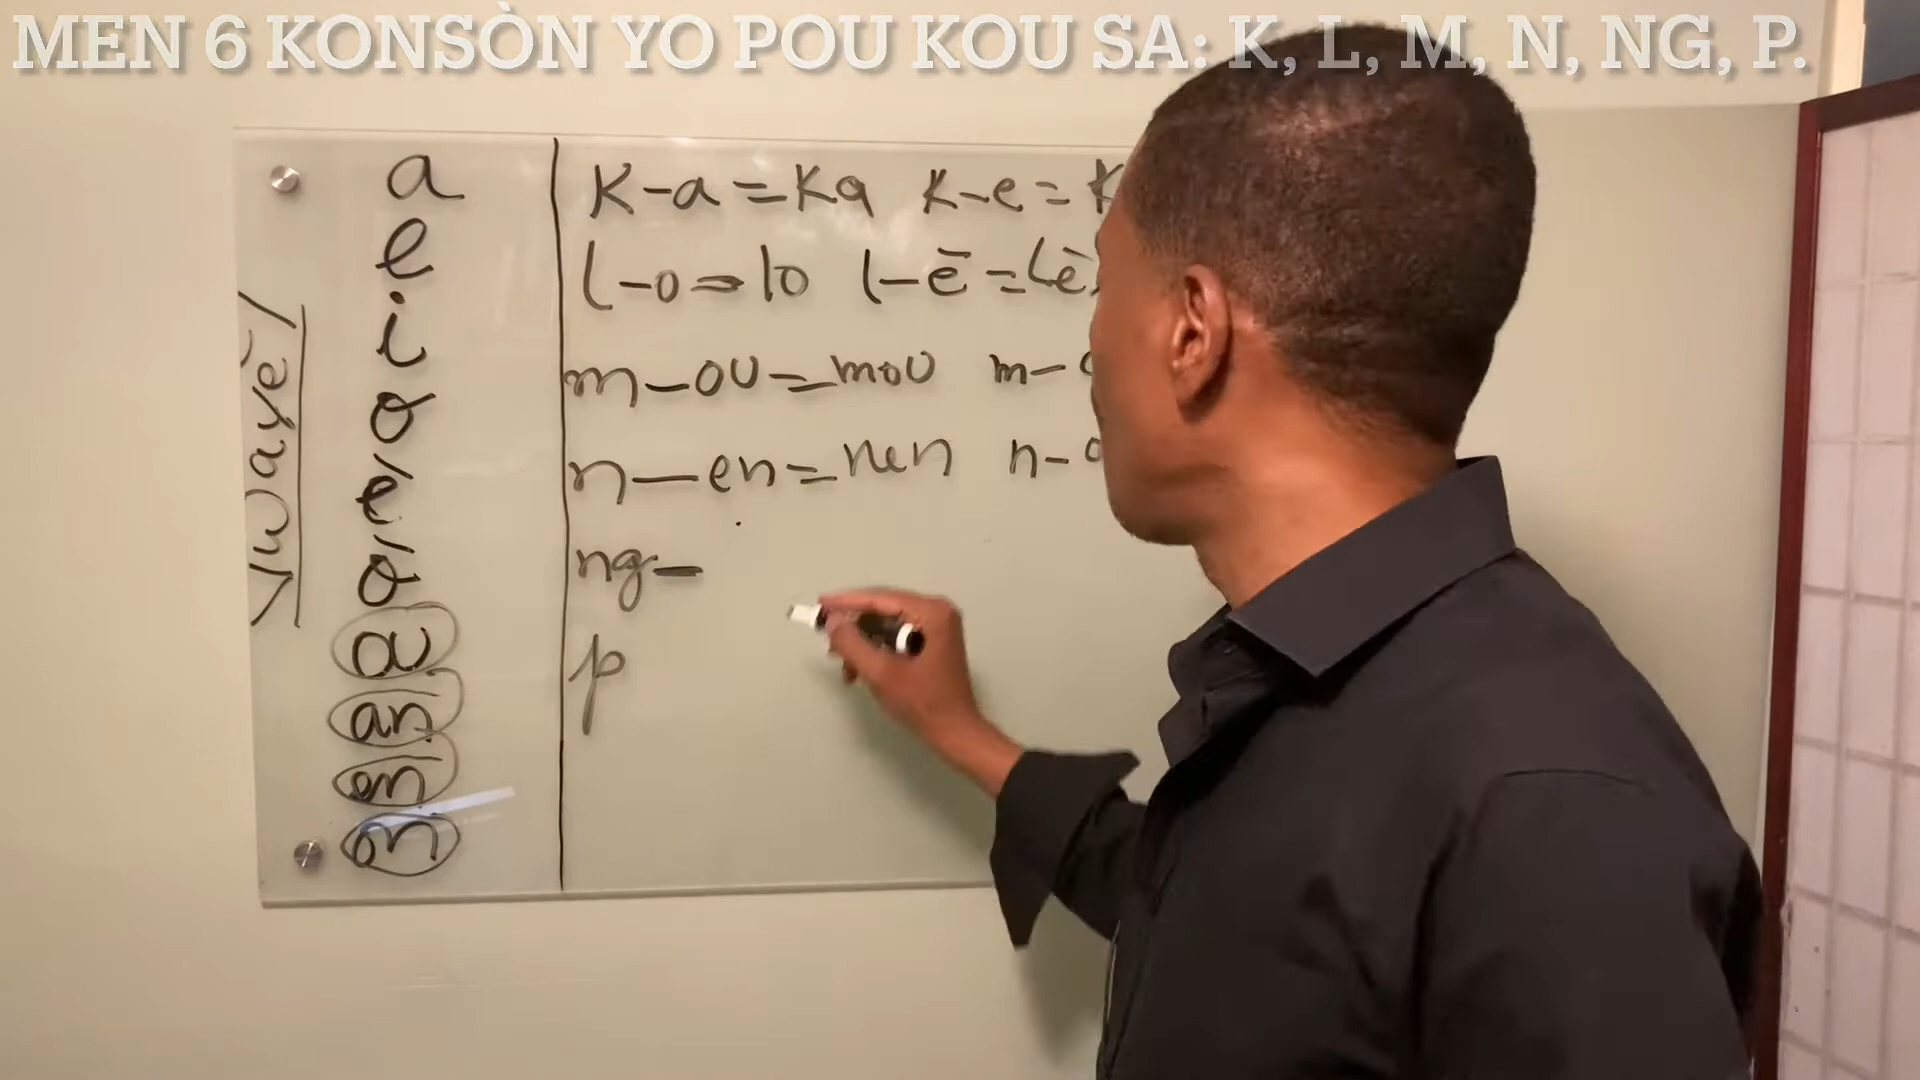 MEN 6 KONSÒN YO POU KOU SA: K, L, M, N, NG, P.
Vwayèl
a
e
i
o
è
ò
an
en
K-a=Ka K-e=K
l-o=lo l-è=lè
m-ou=mou m-
n-en=nen n-
ng-
p